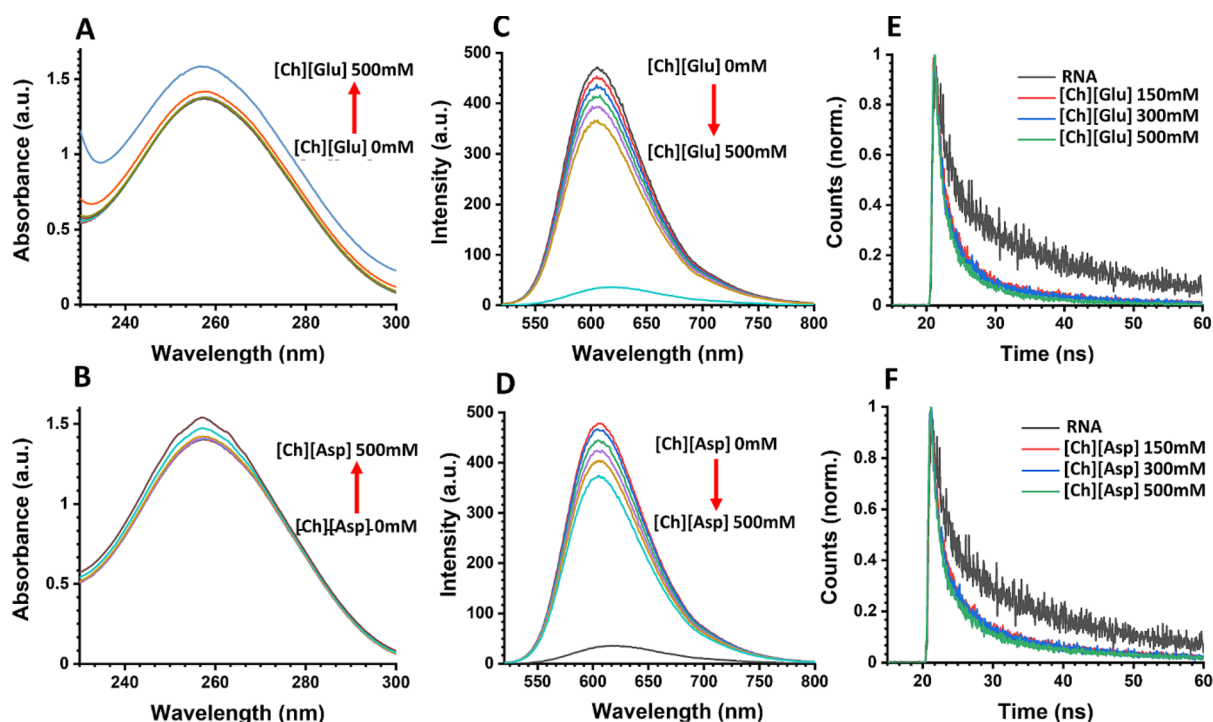 A
Absorbance (a.u.)
1.5
1
0.5
0
240
260
280
300
Wavelength (nm)
[Ch][Glu] 500mM
[Ch][Glu] 0mM
C
Intensity (a.u.)
500
400
300
200
100
0
550
600
650
700
750
800
Wavelength (nm)
[Ch][Glu] 0mM
[Ch][Glu] 500mM
E
Counts (norm.)
1
0.8
0.6
0.4
0.2
0
20
30
40
50
60
Time (ns)
RNA
[Ch][Glu] 150mM
[Ch][Glu] 300mM
[Ch][Glu] 500mM
B
Absorbance (a.u.)
1.5
1
0.5
0
240
260
280
300
Wavelength (nm)
[Ch][Asp] 500mM
[Ch][Asp] 0mM
D
Intensity (a.u.)
500
400
300
200
100
0
550
600
650
700
750
800
Wavelength (nm)
[Ch][Asp] 0mM
[Ch][Asp] 500mM
F
Counts (norm.)
1
0.8
0.6
0.4
0.2
0
20
30
40
50
60
Time (ns)
RNA
[Ch][Asp] 150mM
[Ch][Asp] 300mM
[Ch][Asp] 500mM